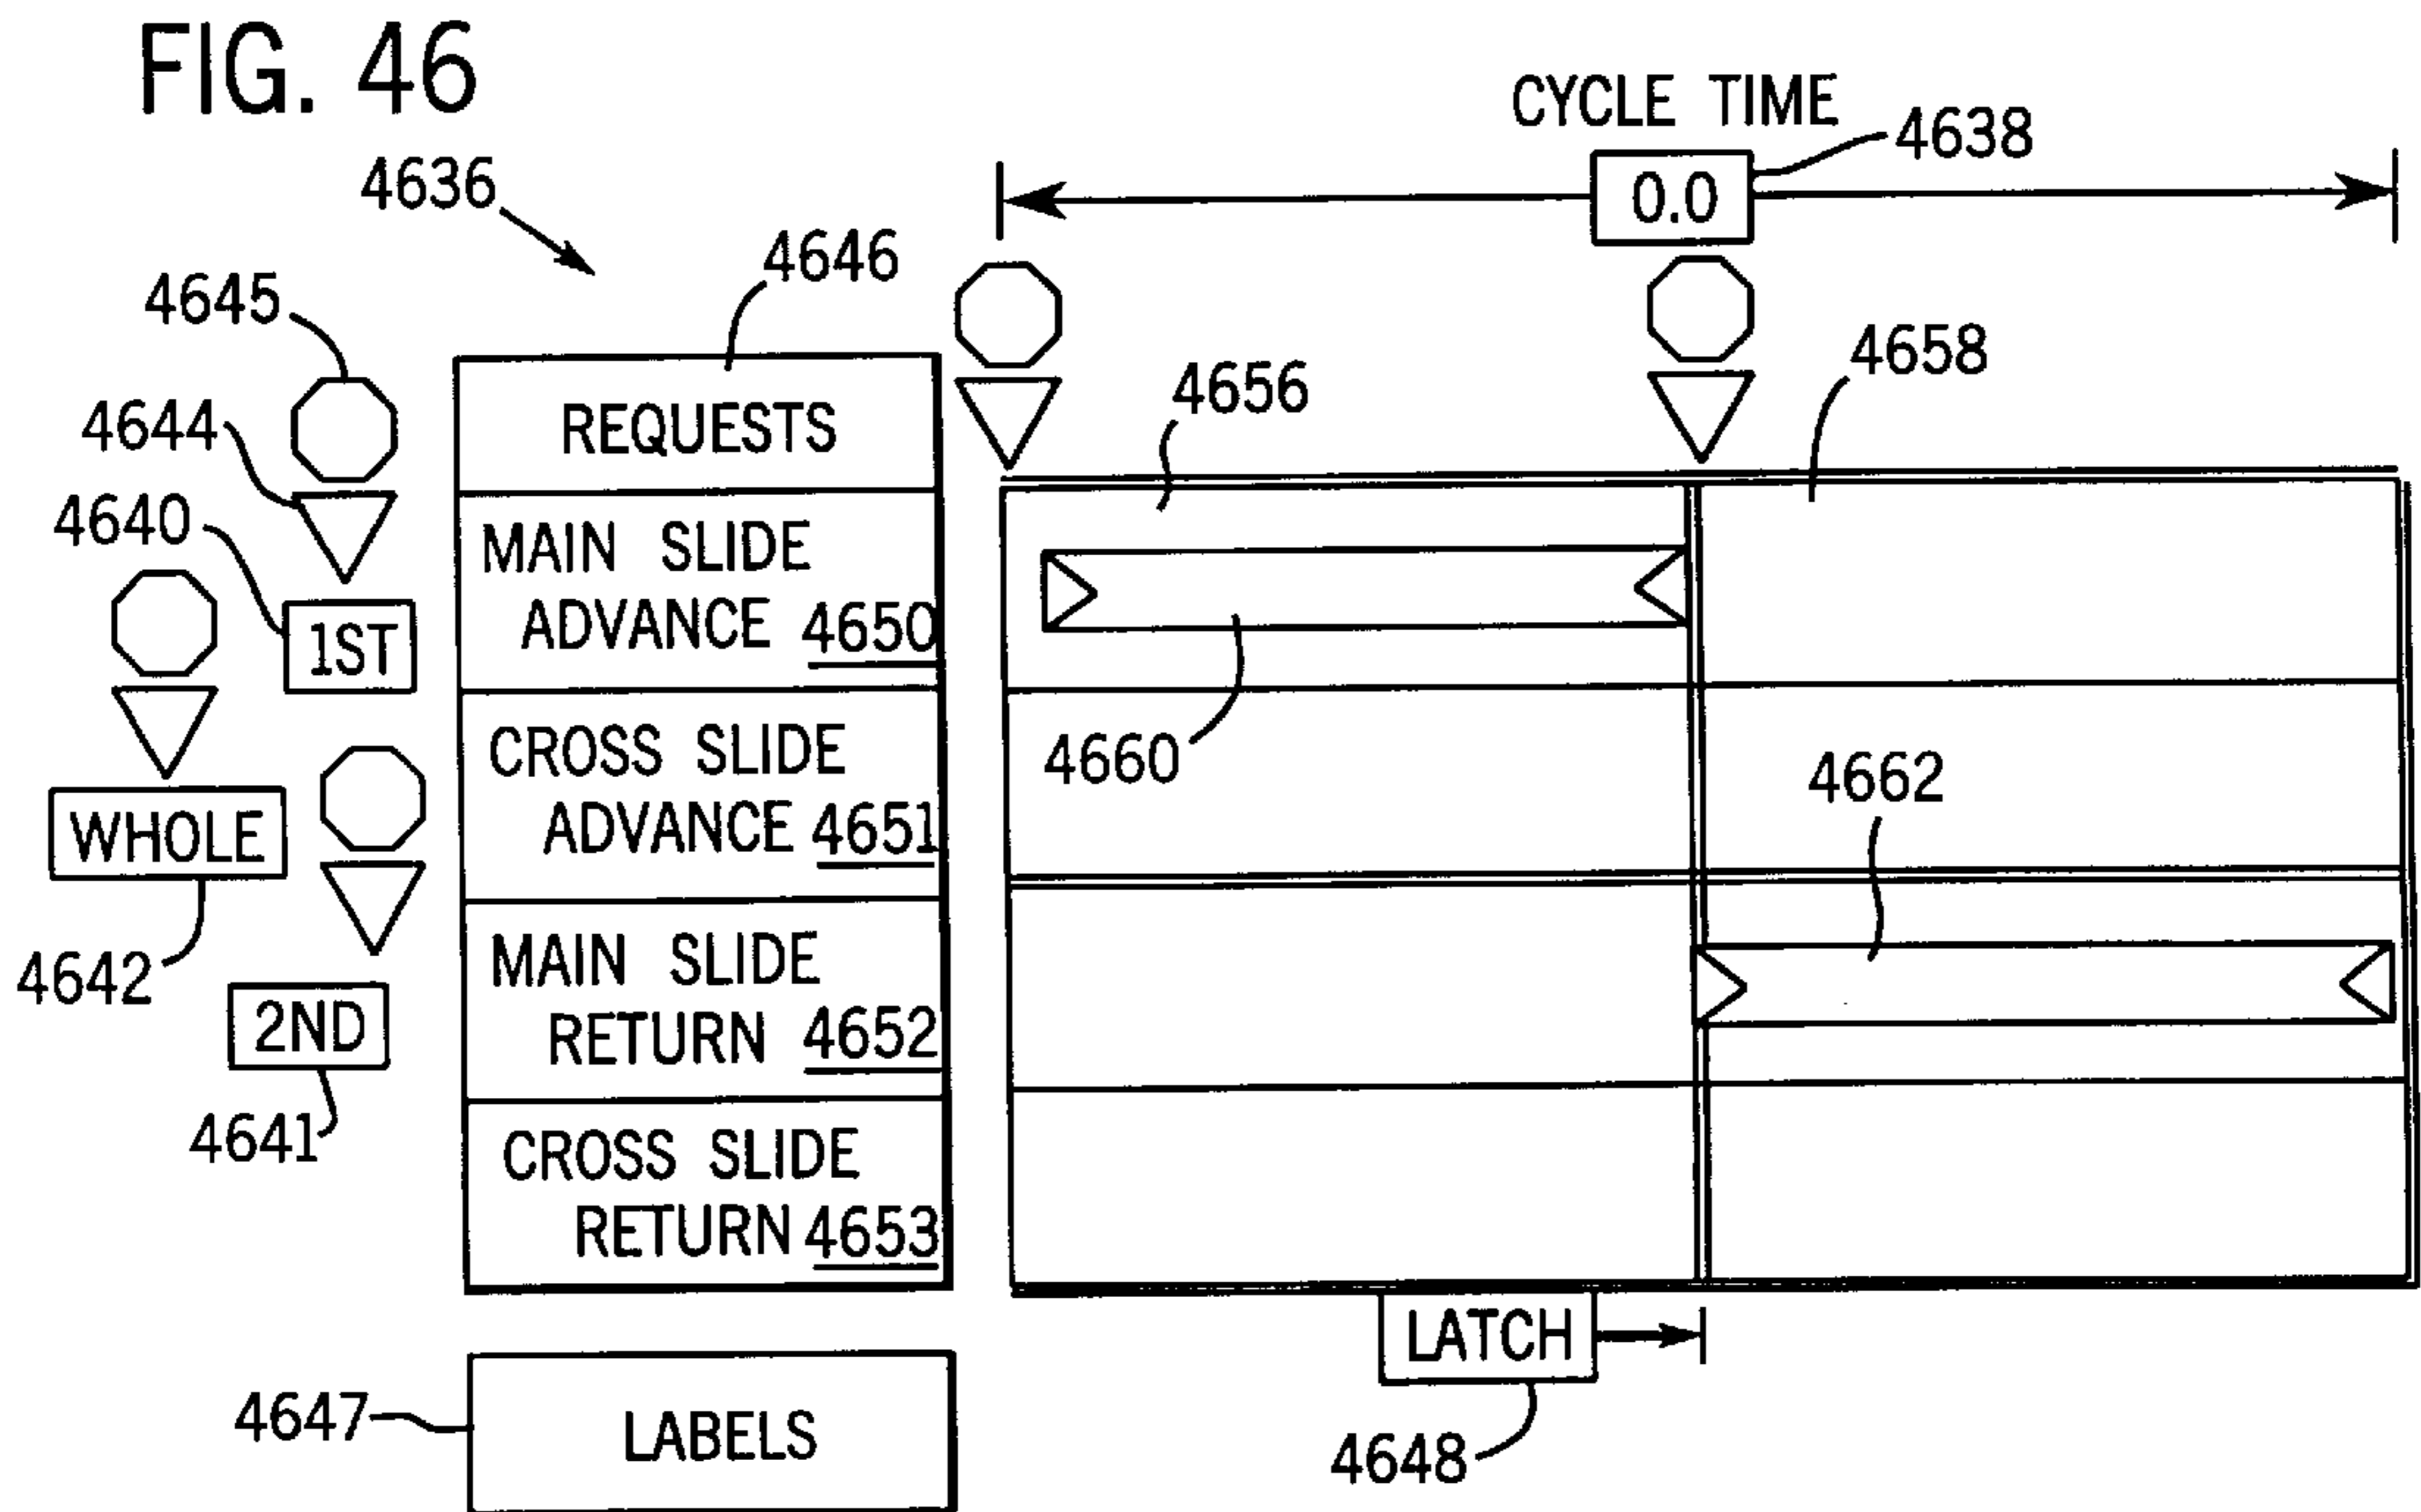 FIG. 46
CYCLE TIME
4638
4636
0.0
4646
4645
4658
4656
4644
REQUESTS
4640
MAIN SLIDE
ADVANCE 4650
1ST
4660
CROSS SLIDE
ADVANCE 4651
4662
WHOLE
4642
MAIN SLIDE
RETURN 4652
2ND
4641
CROSS SLIDE
RETURN 4653
LATCH
4647
LABELS
4648